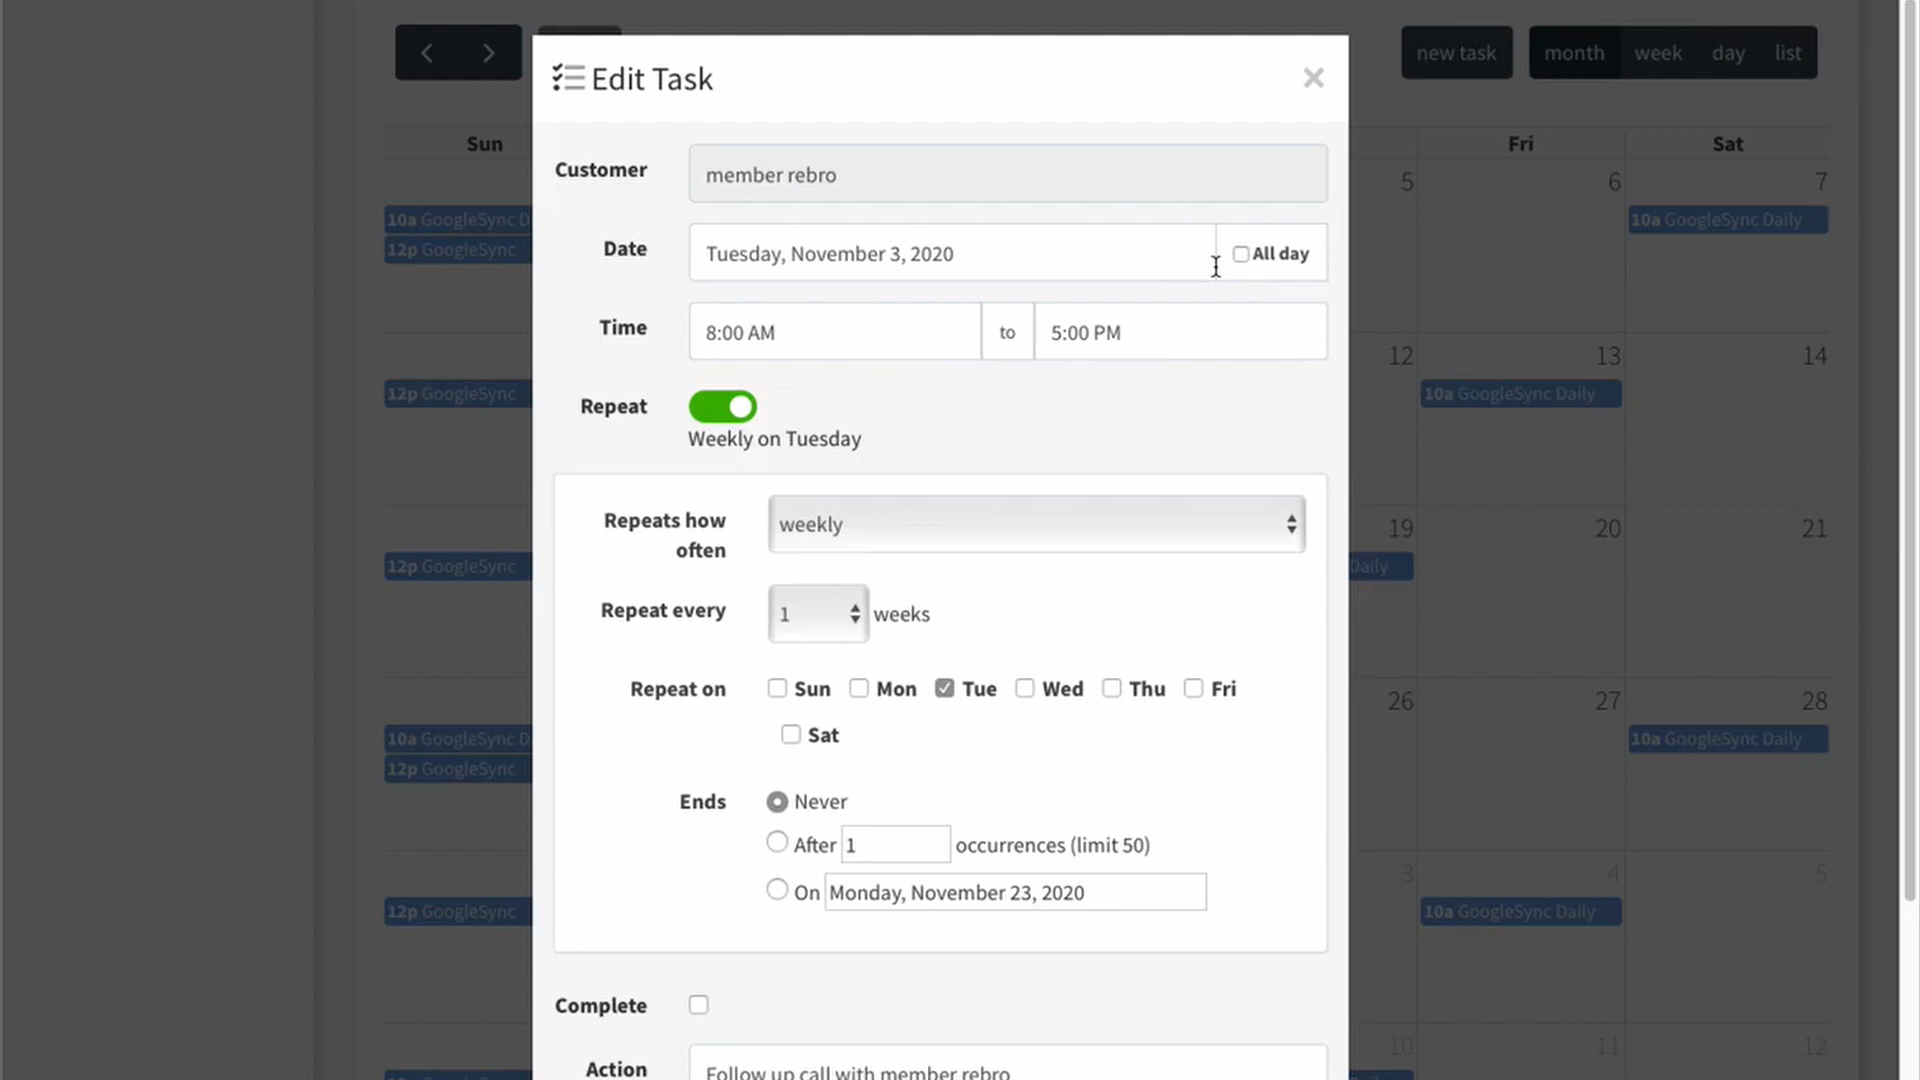 new task month week day list
Edit Task
×
Sun Fri Sat
Customer member rebro
5 6 7
10a GoogleSync D
10a GoogleSync Daily
12p GoogleSync
Date Tuesday, November 3, 2020 All day
Time 8:00 AM to 5:00 PM
12 13 14
12p GoogleSync
10a GoogleSync Daily
Repeat
Weekly on Tuesday
Repeats how often weekly
19 20 21
12p GoogleSync
Daily
Repeat every 1 weeks
Repeat on Sun Mon Tue Wed Thu Fri
Sat
26 27 28
10a GoogleSync D
10a GoogleSync Daily
12p GoogleSync
Ends Never
After 1 occurrences (limit 50)
On Monday, November 23, 2020
3 4 5
12p GoogleSync
10a GoogleSync Daily
Complete
10 11 12
Action Follow up call with member rebro